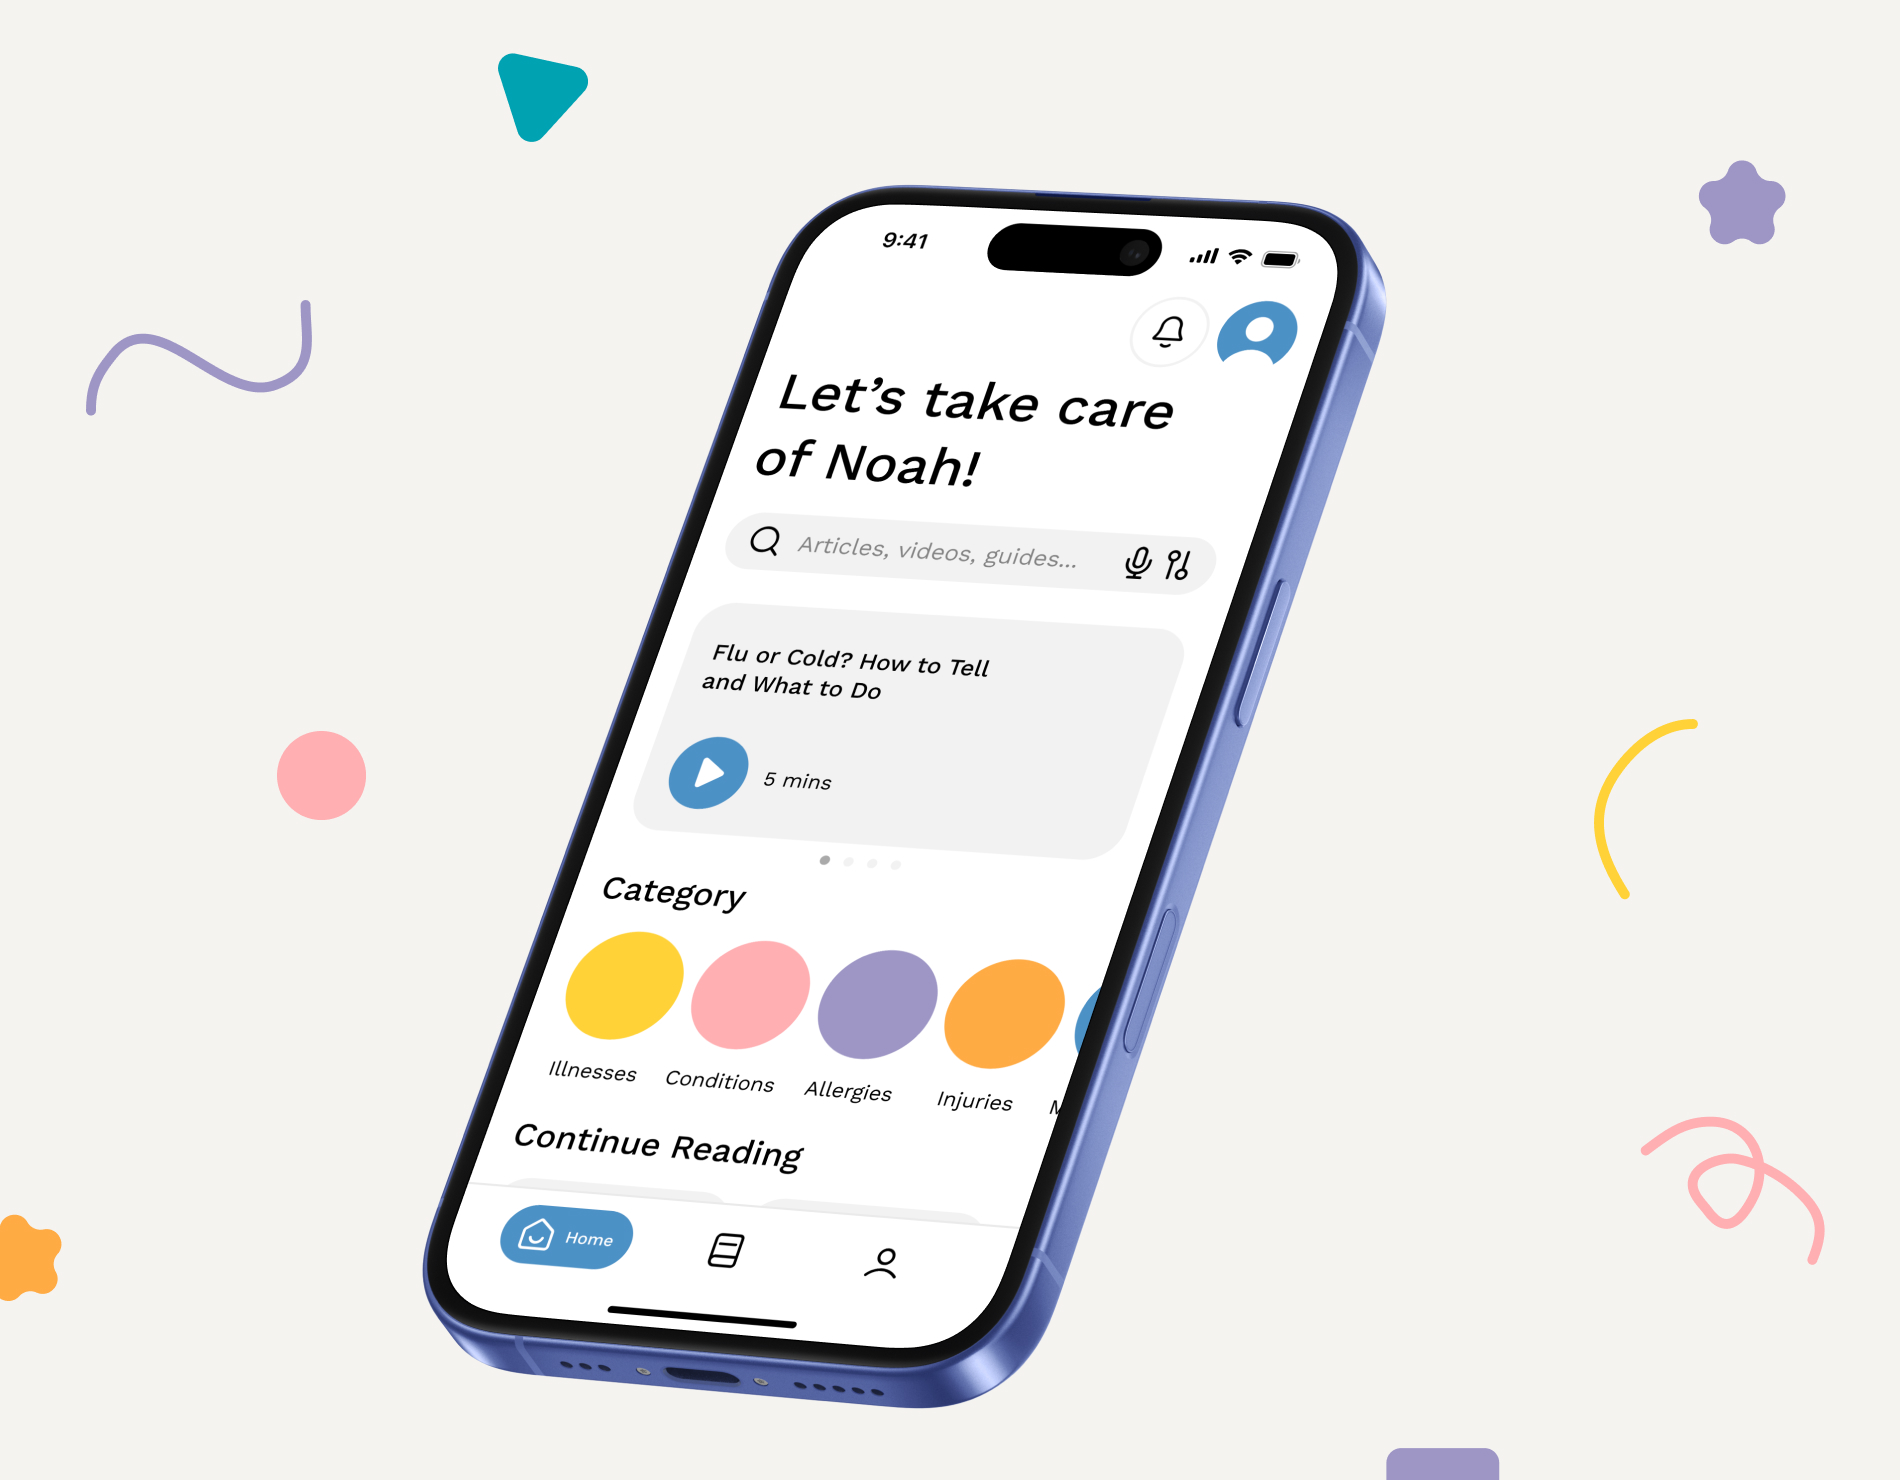 9:41
Let’s take care
of Noah!
Articles, videos, guides...
Flu or Cold? How to Tell
and What to Do
5 mins
Category
Illnesses
Conditions
Allergies
Injuries
Continue Reading
Home